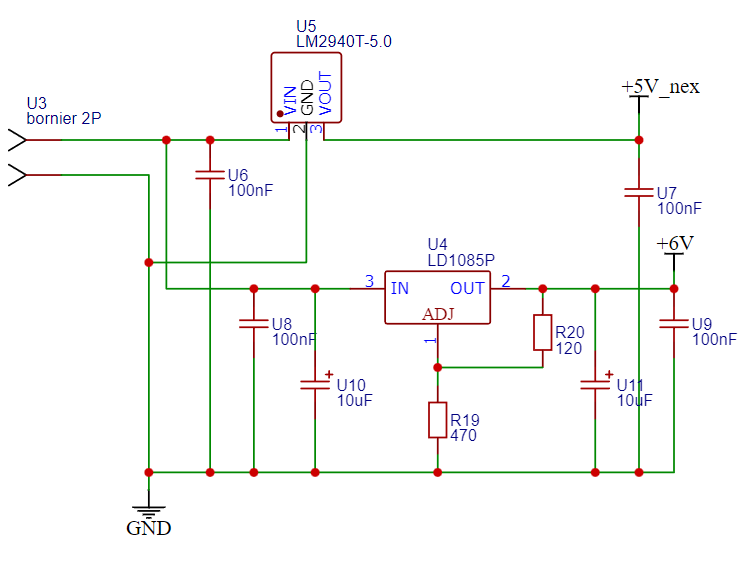 U5
LM2940T-5.0
U3
bornier 2P
VIN
GND
VOUT
1
2
3
+5V_nex
U6
100nF
U7
100nF
+6V
U4
LD1085P
3
IN
OUT
2
ADJ
1
U8
100nF
R20
120
U9
100nF
U10
10uF
U11
10uF
R19
470
GND